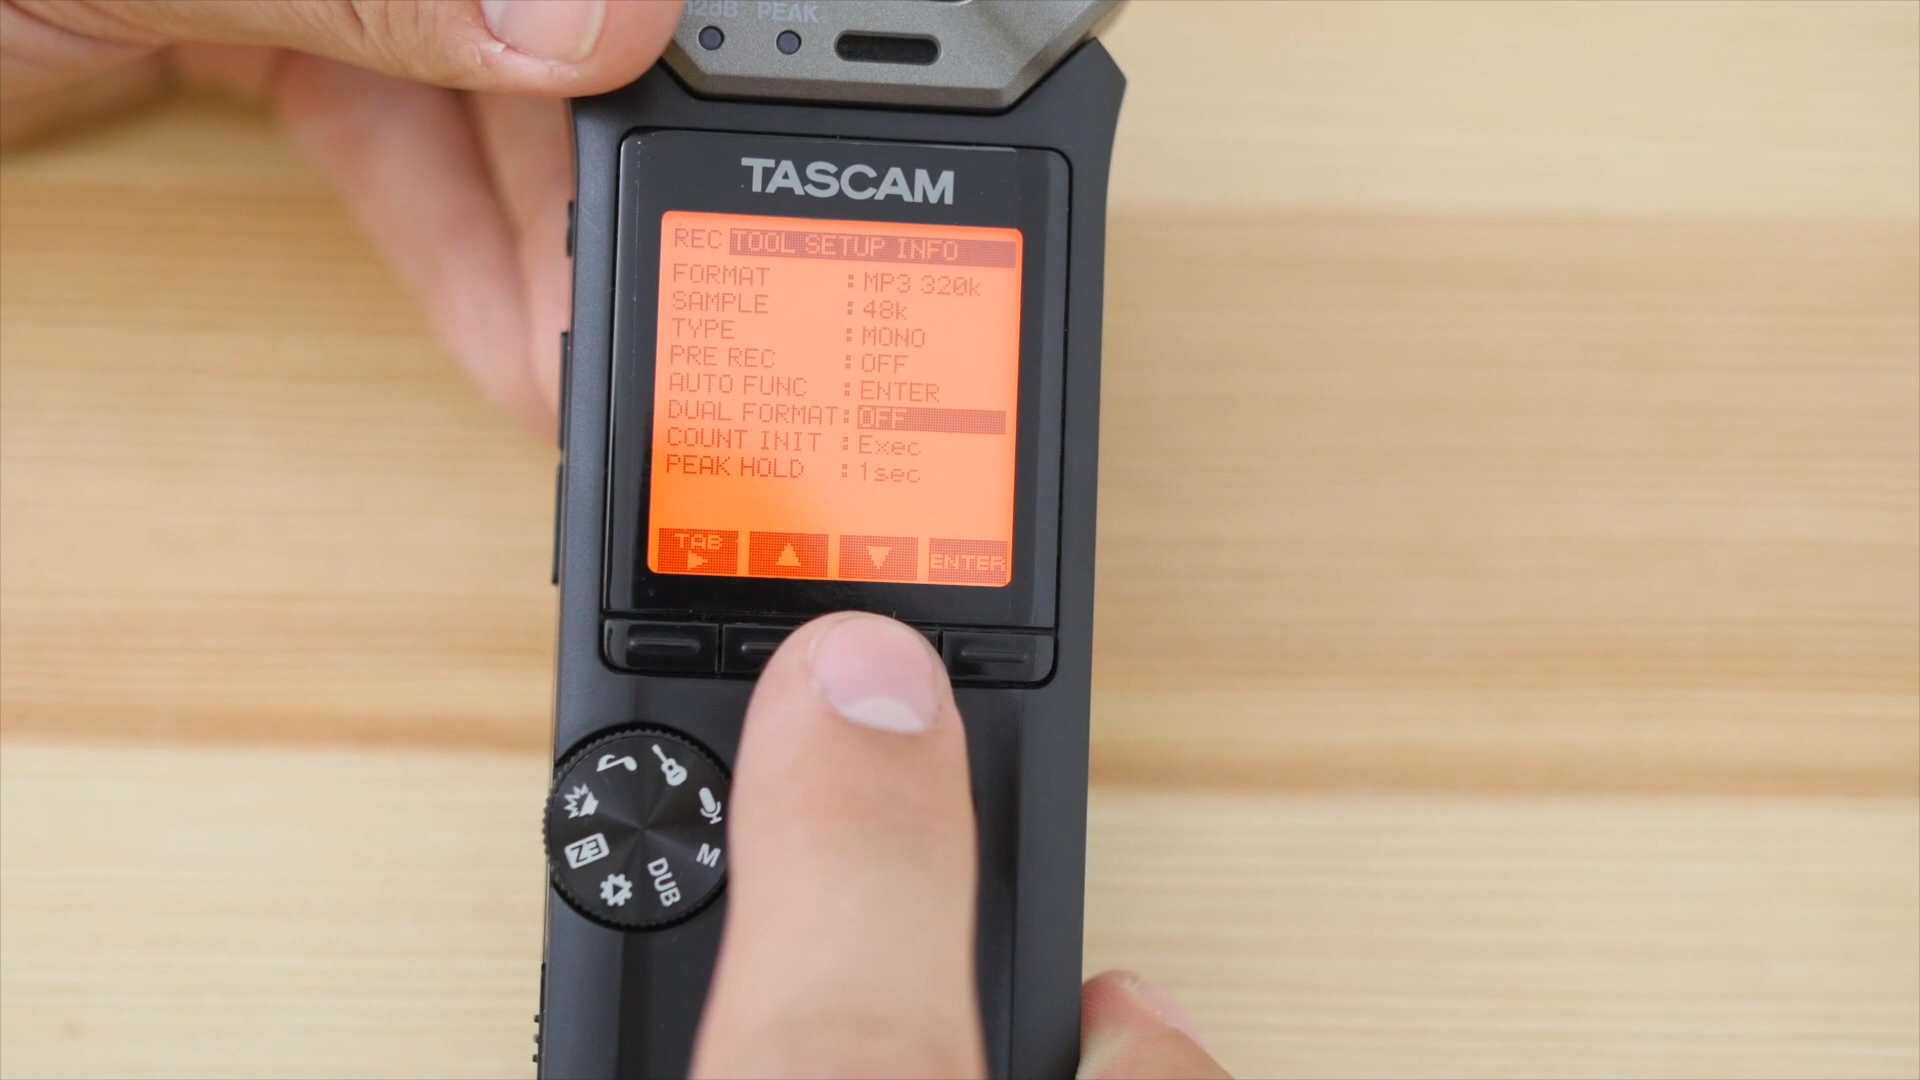 12dB PEAK
TASCAM
REC TOOL SETUP INFO
FORMAT : MP3 320k
SAMPLE : 48k
TYPE : MONO
PRE REC : OFF
AUTO FUNC : ENTER
DUAL FORMAT : OFF
COUNT INIT : Exec
PEAK HOLD : 1sec
TAB ▶ ▲ ▼ ENTER
M
DUB